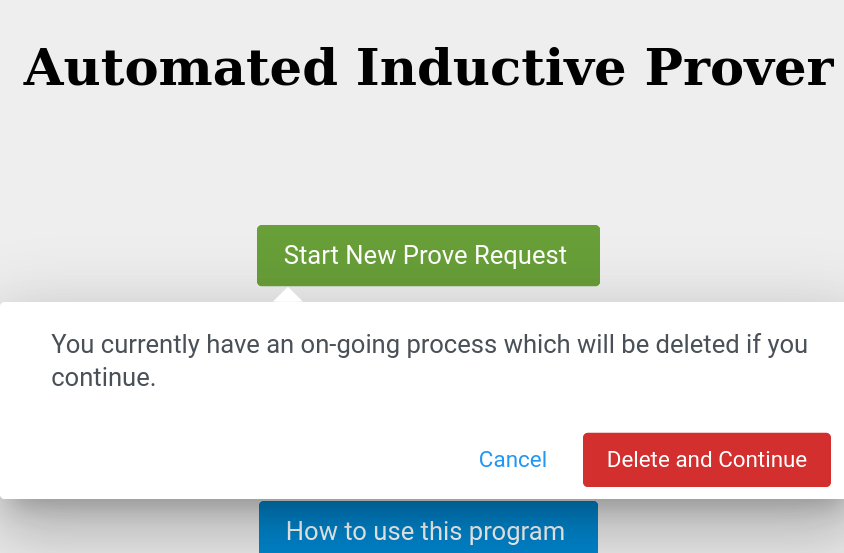 Automated Inductive Prover
Start New Prove Request
You currently have an on-going process which will be deleted if you
continue.
Cancel
Delete and Continue
How to use this program